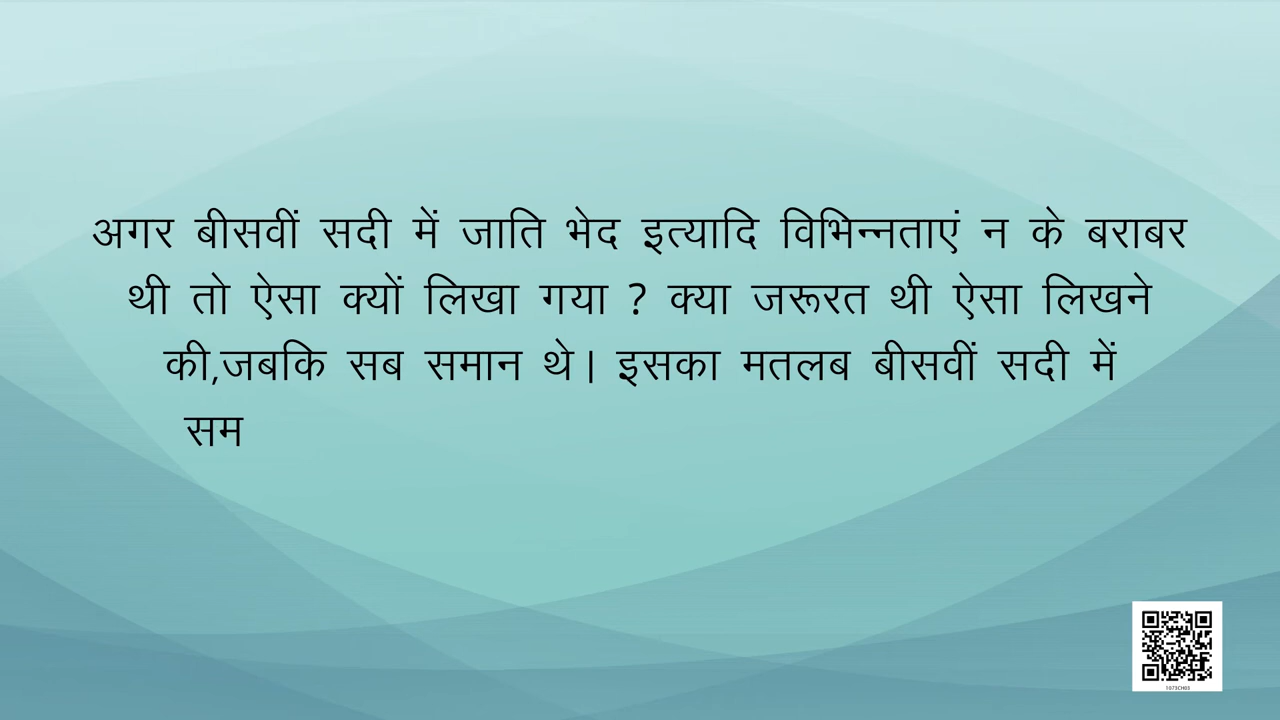 अगर बीसवीं सदी में जाति भेद इत्यादि विभिन्नताएं न के बराबर
थी तो ऐसा क्यों लिखा गया ? क्या जरूरत थी ऐसा लिखने
की,जबकि सब समान थे। इसका मतलब बीसवीं सदी में
सम
1073CH03